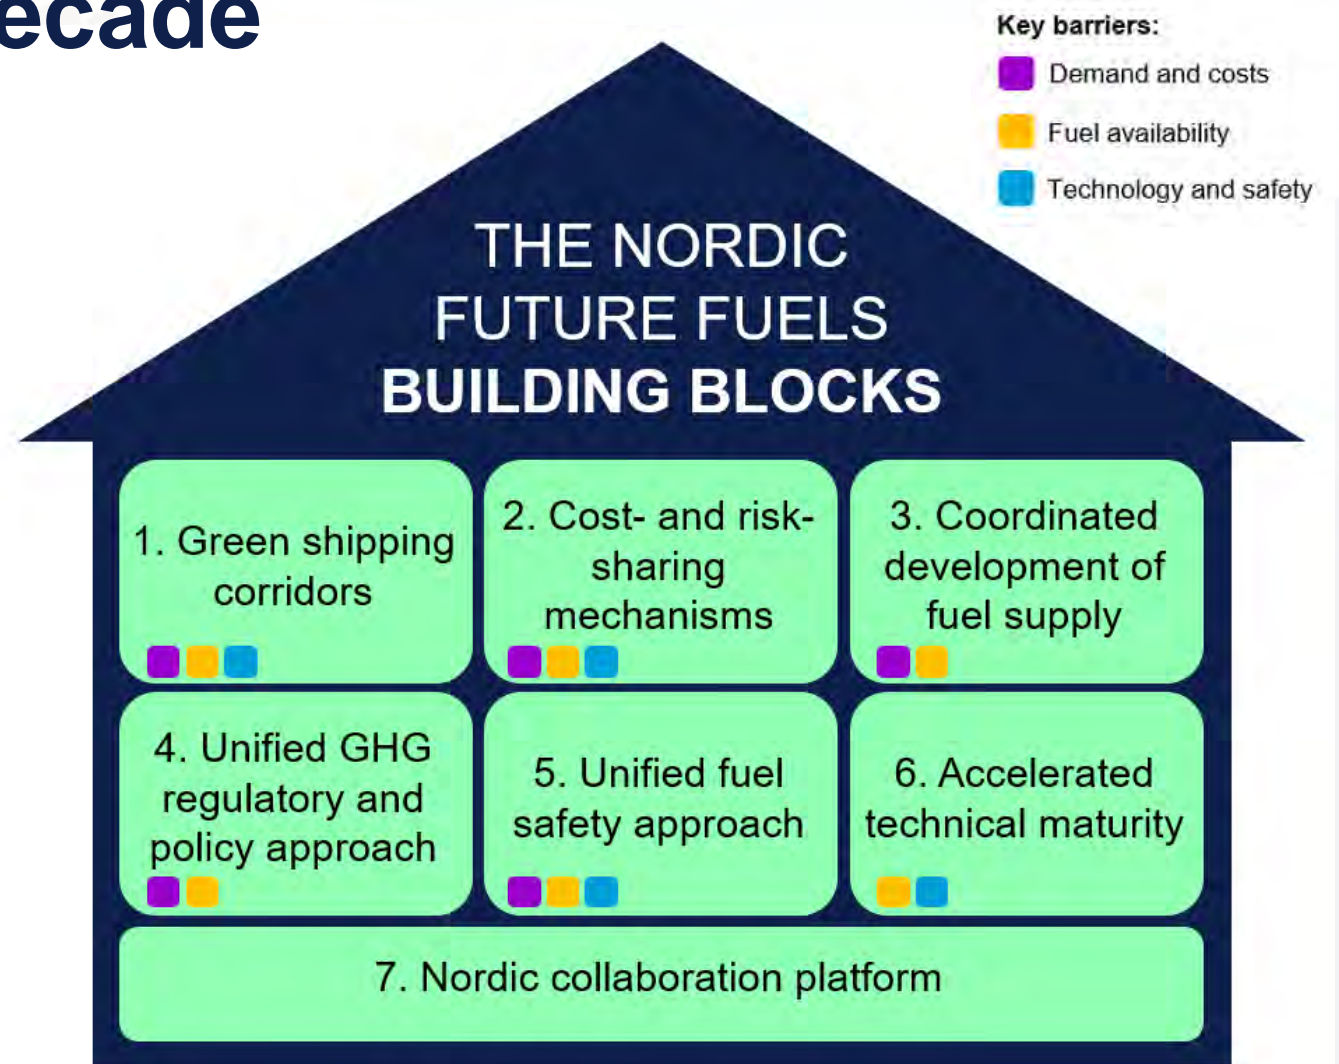 ecade
Key barriers:
Demand and costs
Fuel availability
Technology and safety
THE NORDIC
FUTURE FUELS
BUILDING BLOCKS
1. Green shipping
corridors
2. Cost- and risk-
sharing
mechanisms
3. Coordinated
development of
fuel supply
4. Unified GHG
regulatory and
policy approach
5. Unified fuel
safety approach
6. Accelerated
technical maturity
7. Nordic collaboration platform